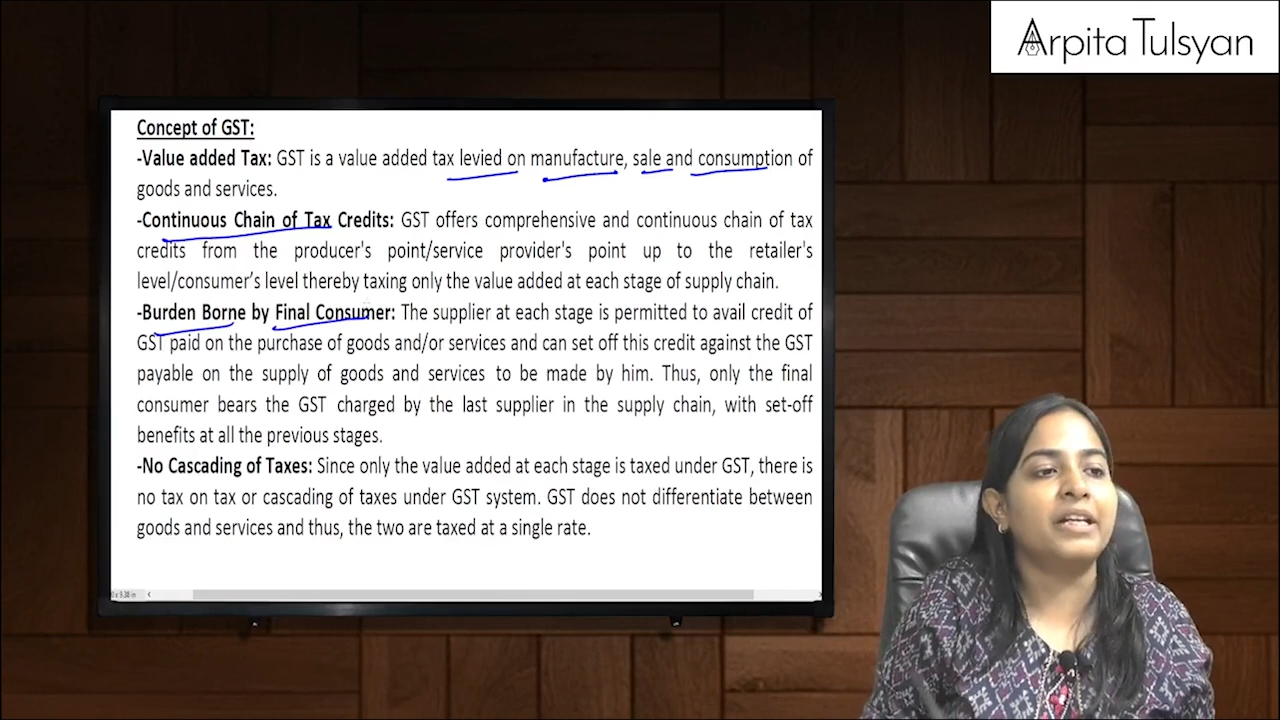 Arpita Tulsyan
Concept of GST:
-Value added Tax: GST is a value added tax levied on manufacture, sale and consumption of
goods and services.
-Continuous Chain of Tax Credits: GST offers comprehensive and continuous chain of tax
credits from the producer's point/service provider's point up to the retailer's
level/consumer's level thereby taxing only the value added at each stage of supply chain.
-Burden Borne by Final Consumer: The supplier at each stage is permitted to avail credit of
GST paid on the purchase of goods and/or services and can set off this credit against the GST
payable on the supply of goods and services to be made by him. Thus, only the final
consumer bears the GST charged by the last supplier in the supply chain, with set-off
benefits at all the previous stages.
-No Cascading of Taxes: Since only the value added at each stage is taxed under GST, there is
no tax on tax or cascading of taxes under GST system. GST does not differentiate between
goods and services and thus, the two are taxed at a single rate.